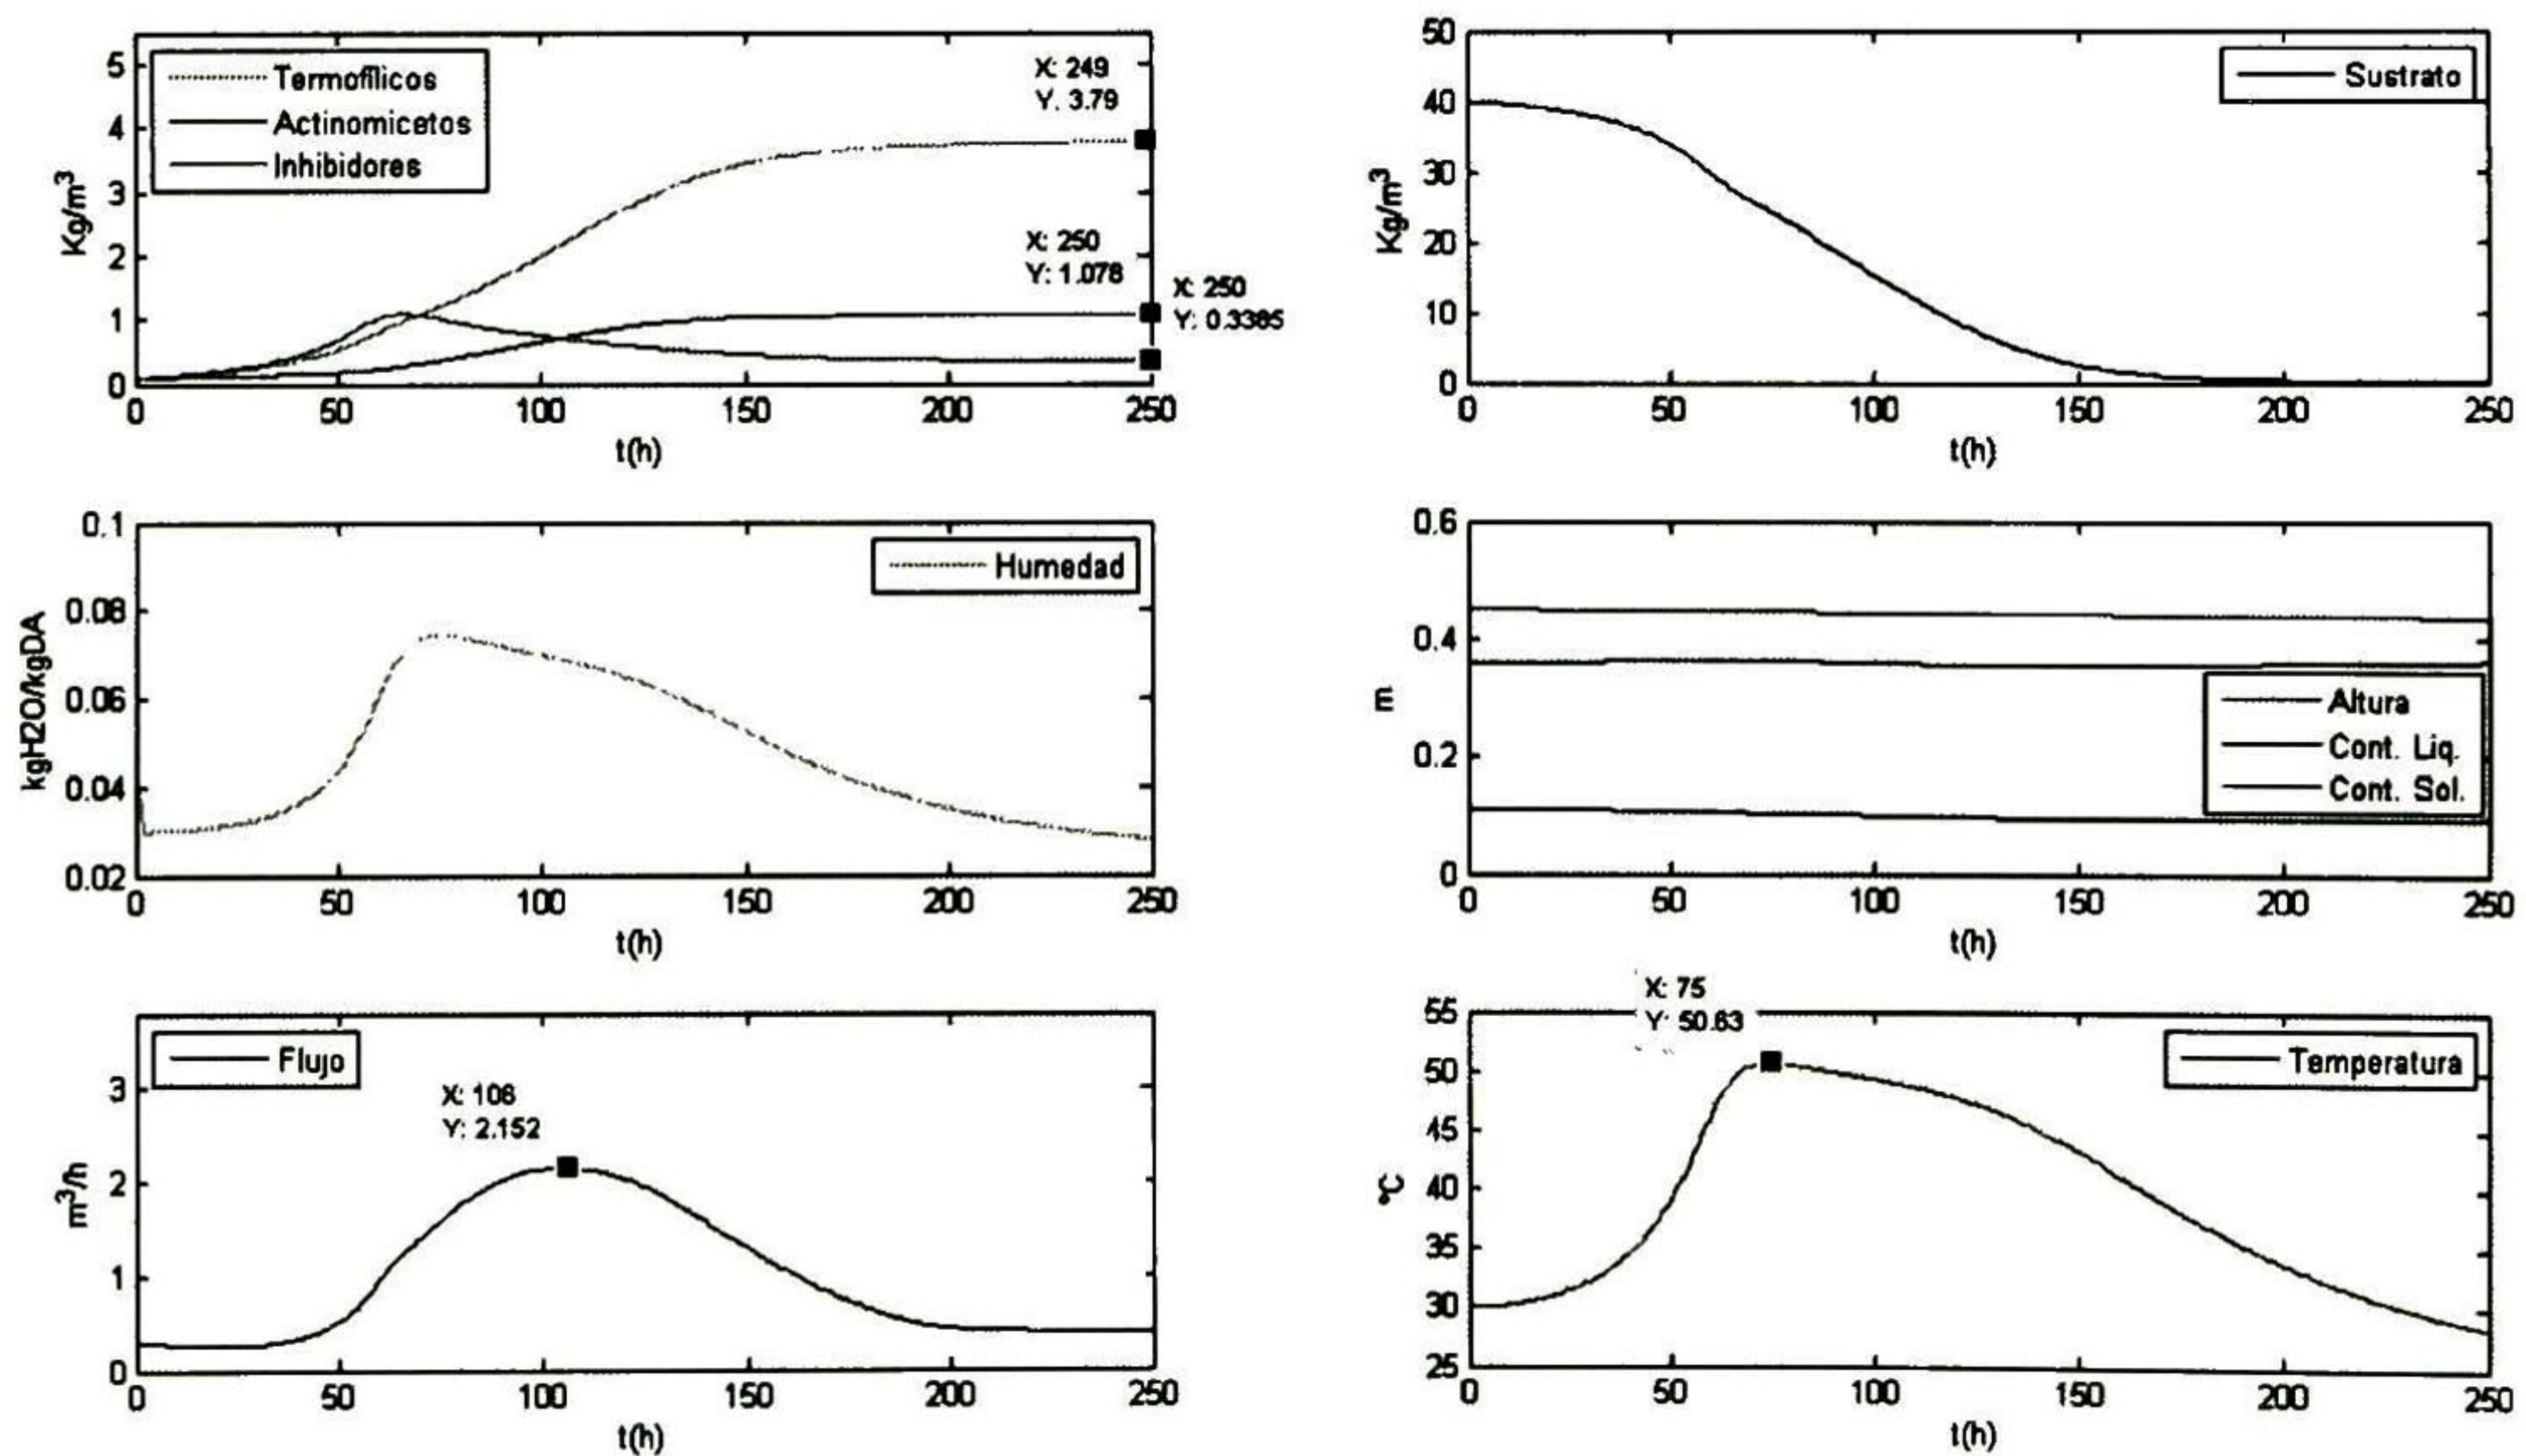 5
4
3
2
1
0
Kg/m³
Termofílicos
Actinomicetos
Inhibidores
X: 249
Y. 3.79
X: 250
Y: 1.078
X: 250
Y: 0.3385
0 50 100 150 200 250
t(h)
50
40
30
20
10
0
Kg/m³
Sustrato
0 50 100 150 200 250
t(h)
0.1
0.08
0.06
0.04
0.02
kgH2O/kgDA
Humedad
0 50 100 150 200 250
t(h)
0.6
0.4
0.2
0
m
Altura
Cont. Liq.
Cont. Sol.
0 50 100 150 200 250
t(h)
3
2
1
0
m³/h
Flujo
X: 106
Y: 2.152
0 50 100 150 200 250
t(h)
55
50
45
40
35
30
25
°C
X: 75
Y: 50.63
Temperatura
0 50 100 150 200 250
t(h)